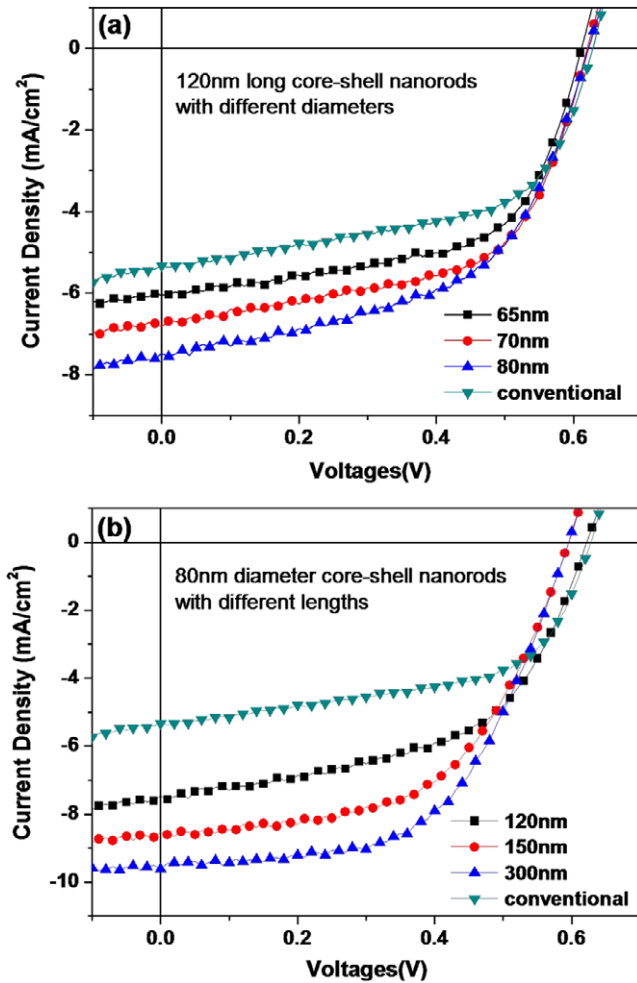 (a)
120nm long core-shell nanorods
with different diameters
Current Density (mA/cm²)
0
-2
-4
-6
-8
65nm
70nm
80nm
conventional
0.0
0.2
0.4
0.6
Voltages(V)
(b)
80nm diameter core-shell nanorods
with different lengths
Current Density (mA/cm²)
0
-2
-4
-6
-8
-10
120nm
150nm
300nm
conventional
0.0
0.2
0.4
0.6
Voltages(V)